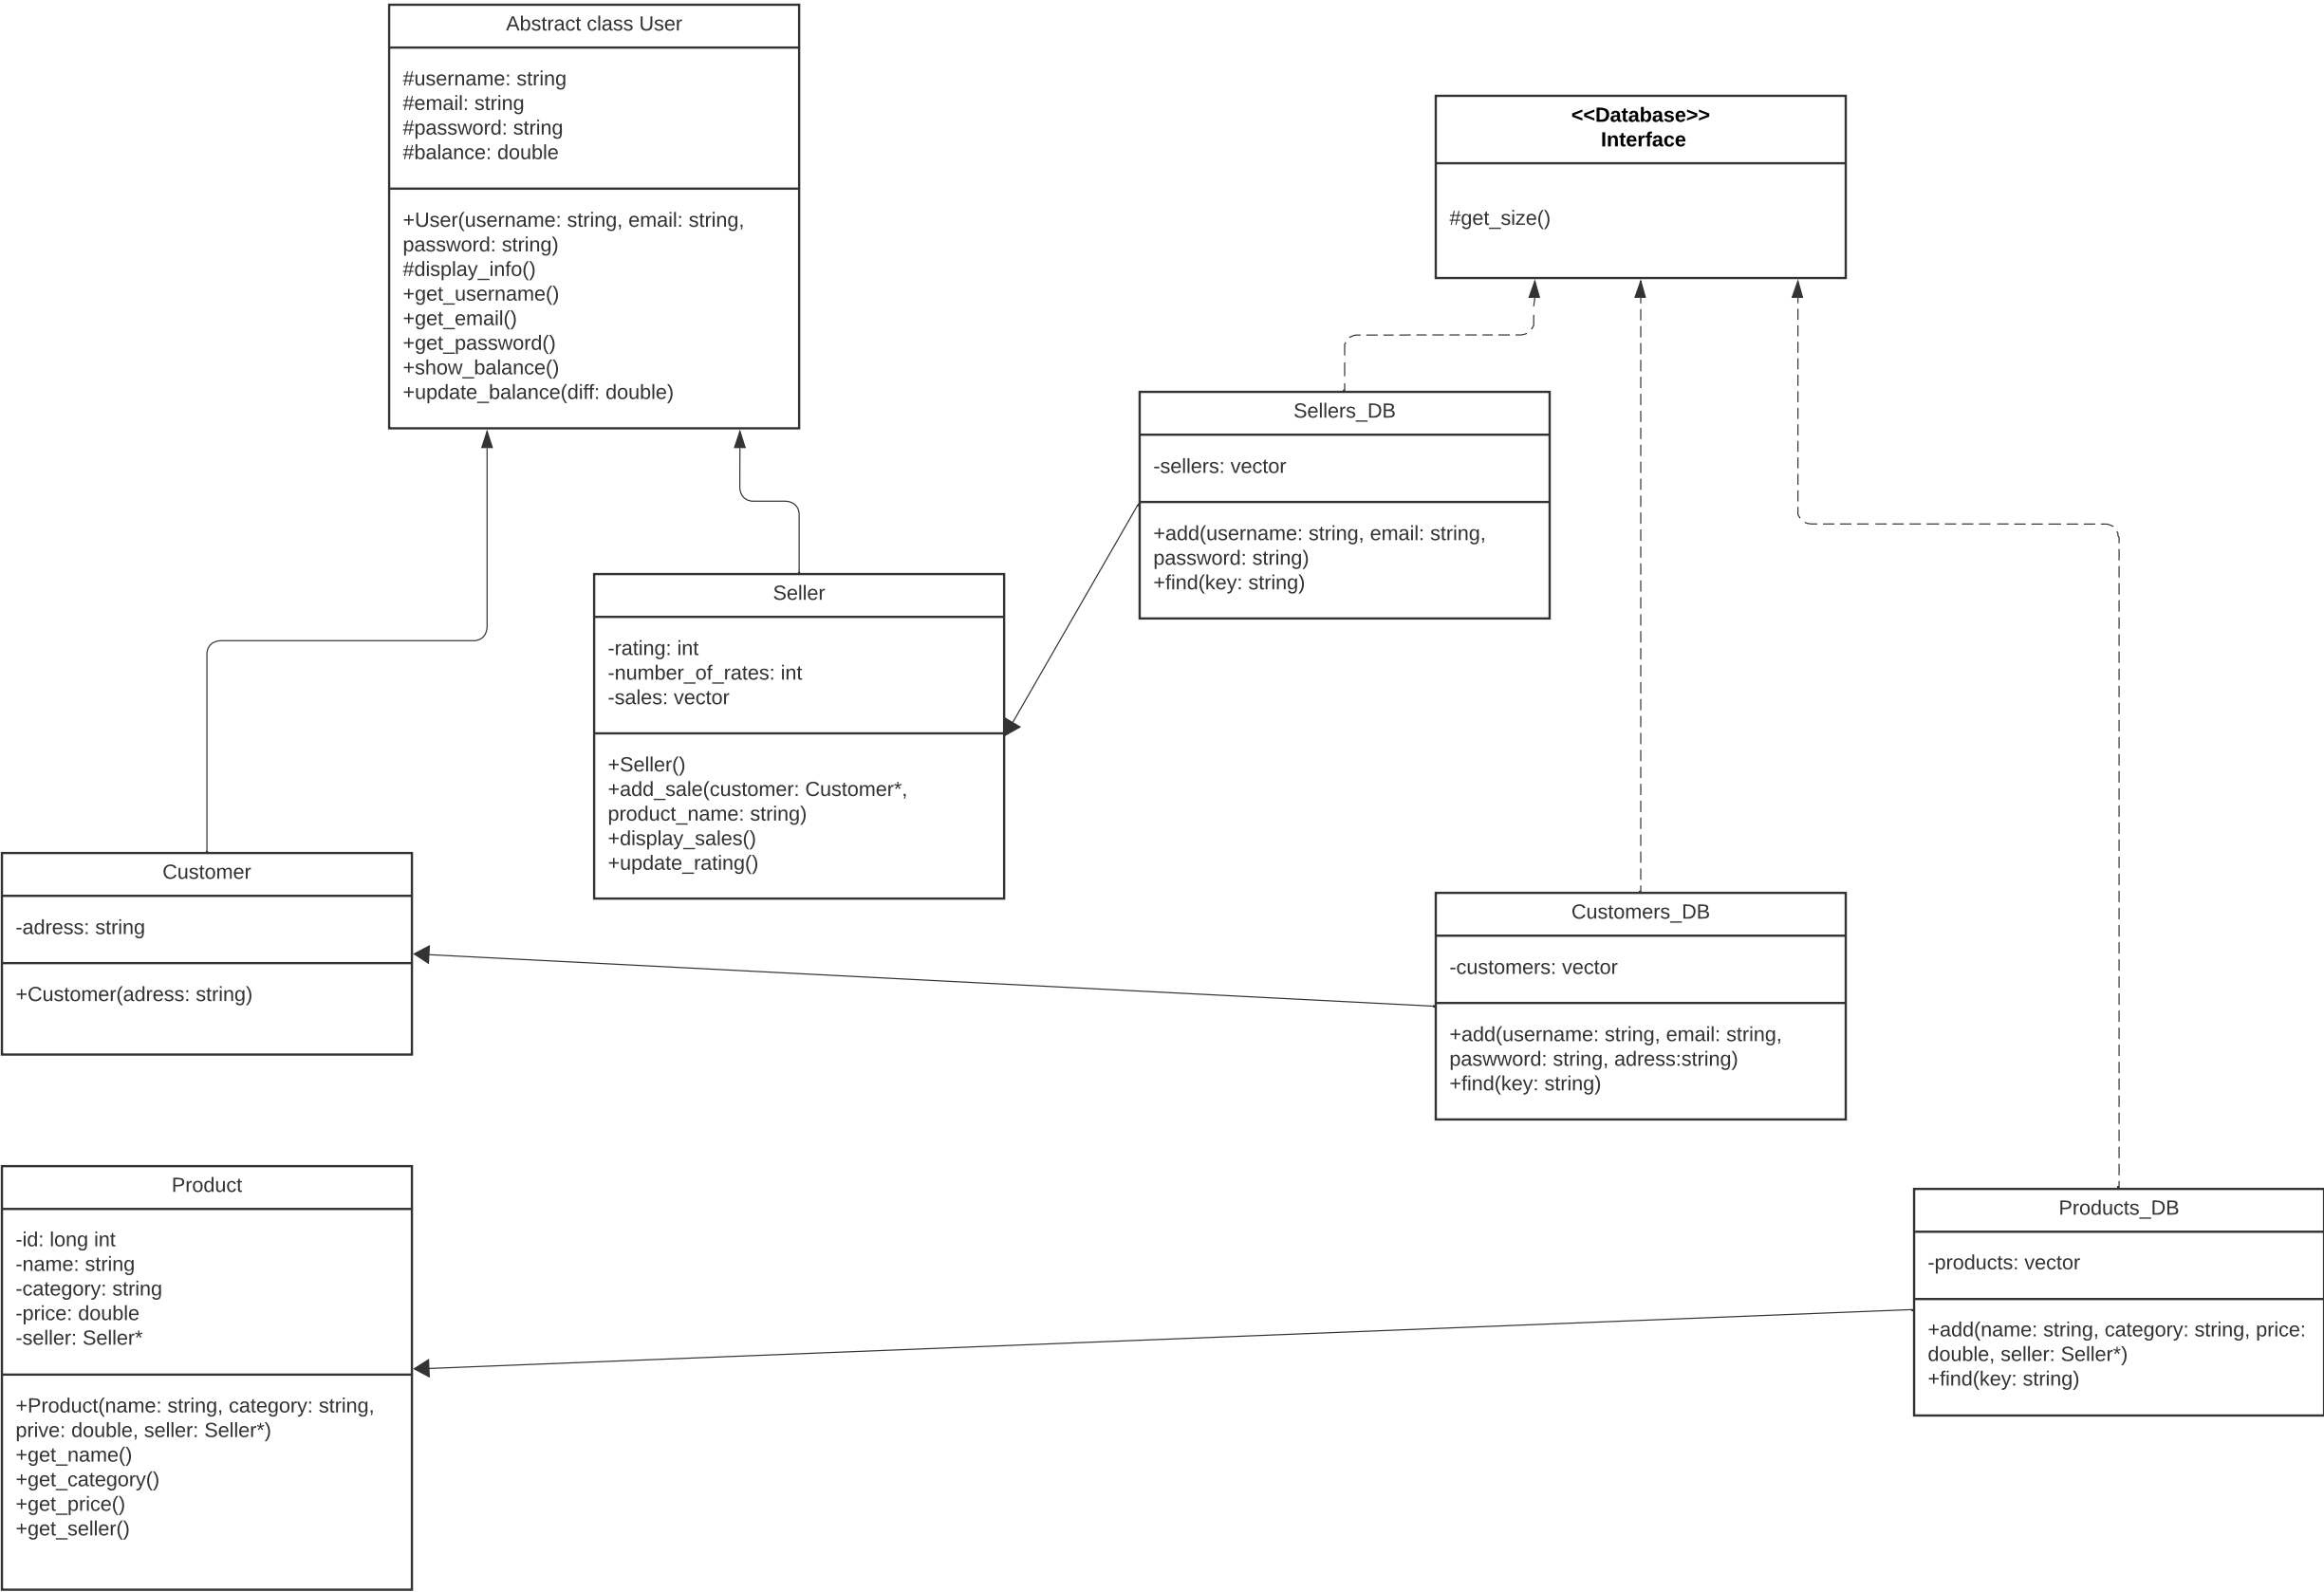 Abstract class User
#username: string
#email: string
#password: string
#balance: double
+User(username: string, email: string,
password: string)
#display_info()
+get_username()
+get_email()
+get_password()
+show_balance()
+update_balance(diff: double)
<<Database>>
Interface
#get_size()
Sellers_DB
-sellers: vector
+add(username: string, email: string,
password: string)
+find(key: string)
Seller
-rating: int
-number_of_rates: int
-sales: vector
+Seller()
+add_sale(customer: Customer*,
product_name: string)
+display_sales()
+update_rating()
Customer
-adress: string
+Customer(adress: string)
Customers_DB
-customers: vector
+add(username: string, email: string,
paswword: string, adress:string)
+find(key: string)
Product
-id: long int
-name: string
-category: string
-price: double
-seller: Seller*
+Product(name: string, category: string,
prive: double, seller: Seller*)
+get_name()
+get_category()
+get_price()
+get_seller()
Products_DB
-products: vector
+add(name: string, category: string, price:
double, seller: Seller*)
+find(key: string)